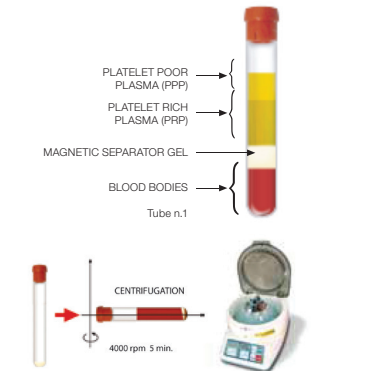 PLATELET POOR
PLASMA (PPP)
PLATELET RICH
PLASMA (PRP)
MAGNETIC SEPARATOR GEL
BLOOD BODIES
Tube n.1
CENTRIFUGATION
4000 rpm 5 min.